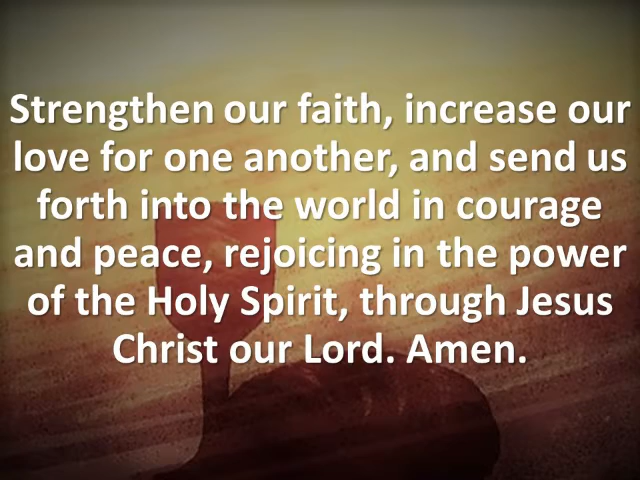 Strengthen our faith, increase our
love for one another, and send us
forth into the world in courage
and peace, rejoicing in the power
of the Holy Spirit, through Jesus
Christ our Lord. Amen.